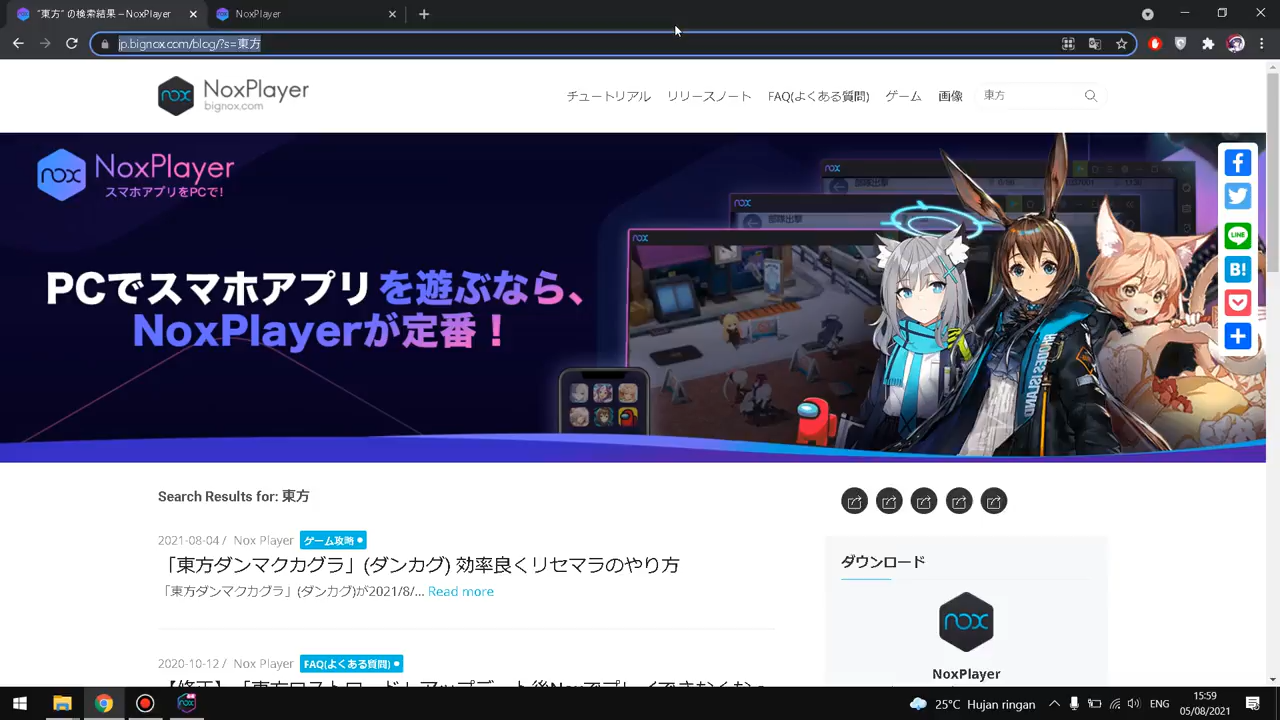 "東方" の検索結果 – NoxPlayer
NoxPlayer
jp.bignox.com/blog/?s=東方
nox
NoxPlayer
bignox.com
チュートリアル
リリースノート
FAQ(よくある質問)
ゲーム
画像
東方
nox
NoxPlayer
スマホアプリをPCで!
PCでスマホアプリを遊ぶなら、
NoxPlayerが定番！
nox
nox
nox
RHODES ISLAND
LINE
B!
Search Results for: 東方
2021-08-04 / Nox Player ゲーム攻略
「東方ダンマクカグラ」(ダンカグ) 効率良くリセマラのやり方
「東方ダンマクカグラ」(ダンカグ)が2021/8/... Read more
2020-10-12 / Nox Player FAQ(よくある質問)
ダウンロード
nox
NoxPlayer
25°C Hujan ringan
ENG
15:59
05/08/2021